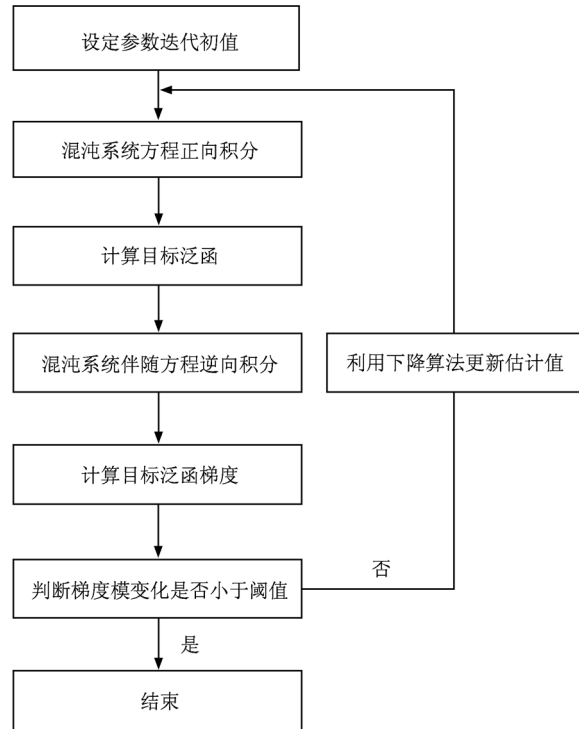 设定参数迭代初值
混沌系统方程正向积分
计算目标泛函
混沌系统伴随方程逆向积分
利用下降算法更新估计值
计算目标泛函梯度
判断梯度模变化是否小于阈值
否
是
结束